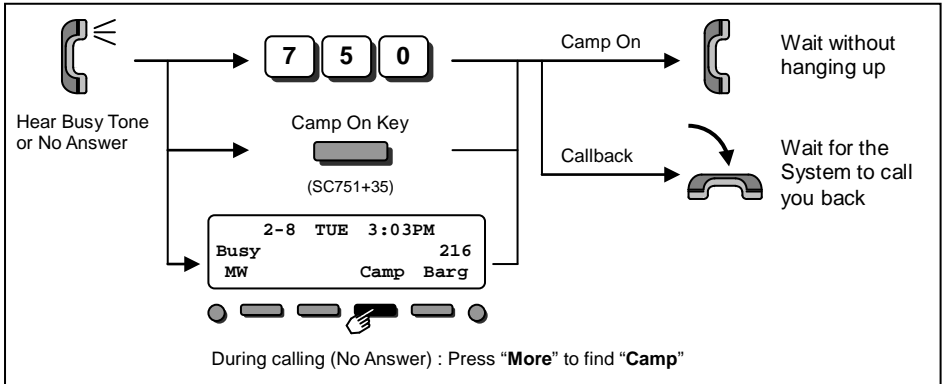 Hear Busy Tone
or No Answer
7 5 0
Camp On Key
(SC751+35)
2-8 TUE 3:03PM
Busy 216
MW Camp Barg
During calling (No Answer) : Press “More” to find “Camp”
Camp On
Wait without
hanging up
Callback
Wait for the
System to call
you back